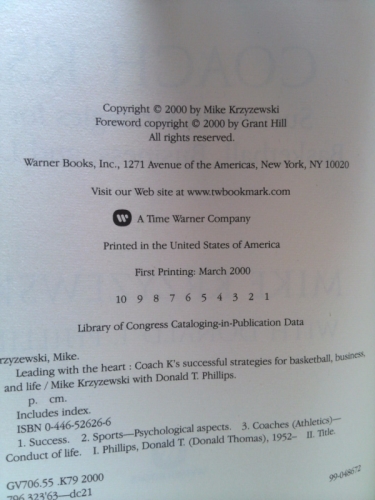 Copyright © 2000 by Mike Krzyzewski
Foreword copyright © 2000 by Grant Hill
All rights reserved.
Warner Books, Inc., 1271 Avenue of the Americas, New York, NY 10020
Visit our Web site at www.twbookmark.com
A Time Warner Company
Printed in the United States of America
First Printing: March 2000
10 9 8 7 6 5 4 3 2 1
Library of Congress Cataloging-in-Publication Data
rzyzewski, Mike.
Leading with the heart : Coach K's successful strategies for basketball, business,
and life / Mike Krzyzewski with Donald T. Phillips.
p. cm.
Includes index.
ISBN 0-446-52626-6
1. Success. 2. Sports—Psychological aspects. 3. Coaches (Athletics)—
Conduct of life. I. Phillips, Donald T. (Donald Thomas), 1952– II. Title.
GV706.55 .K79 2000
796.323'63—dc21
99-048672